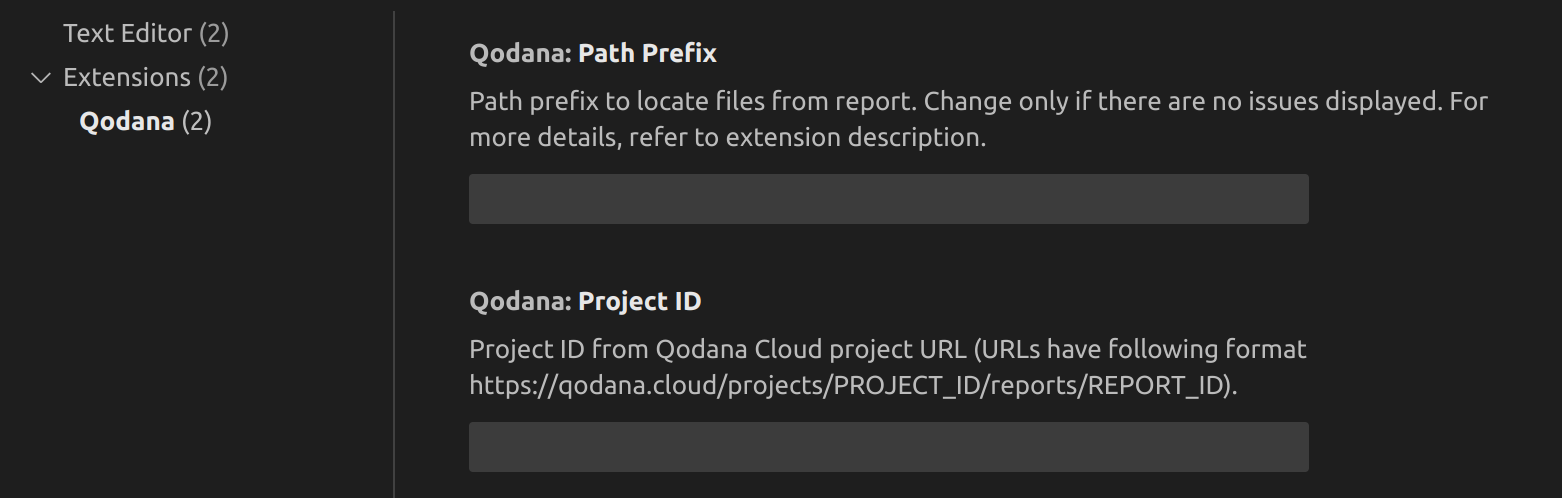 Text Editor (2)
Extensions (2)
Qodana (2)
Qodana: Path Prefix
Path prefix to locate files from report. Change only if there are no issues displayed. For
more details, refer to extension description.
Qodana: Project ID
Project ID from Qodana Cloud project URL (URLs have following format
https://qodana.cloud/projects/PROJECT_ID/reports/REPORT_ID).